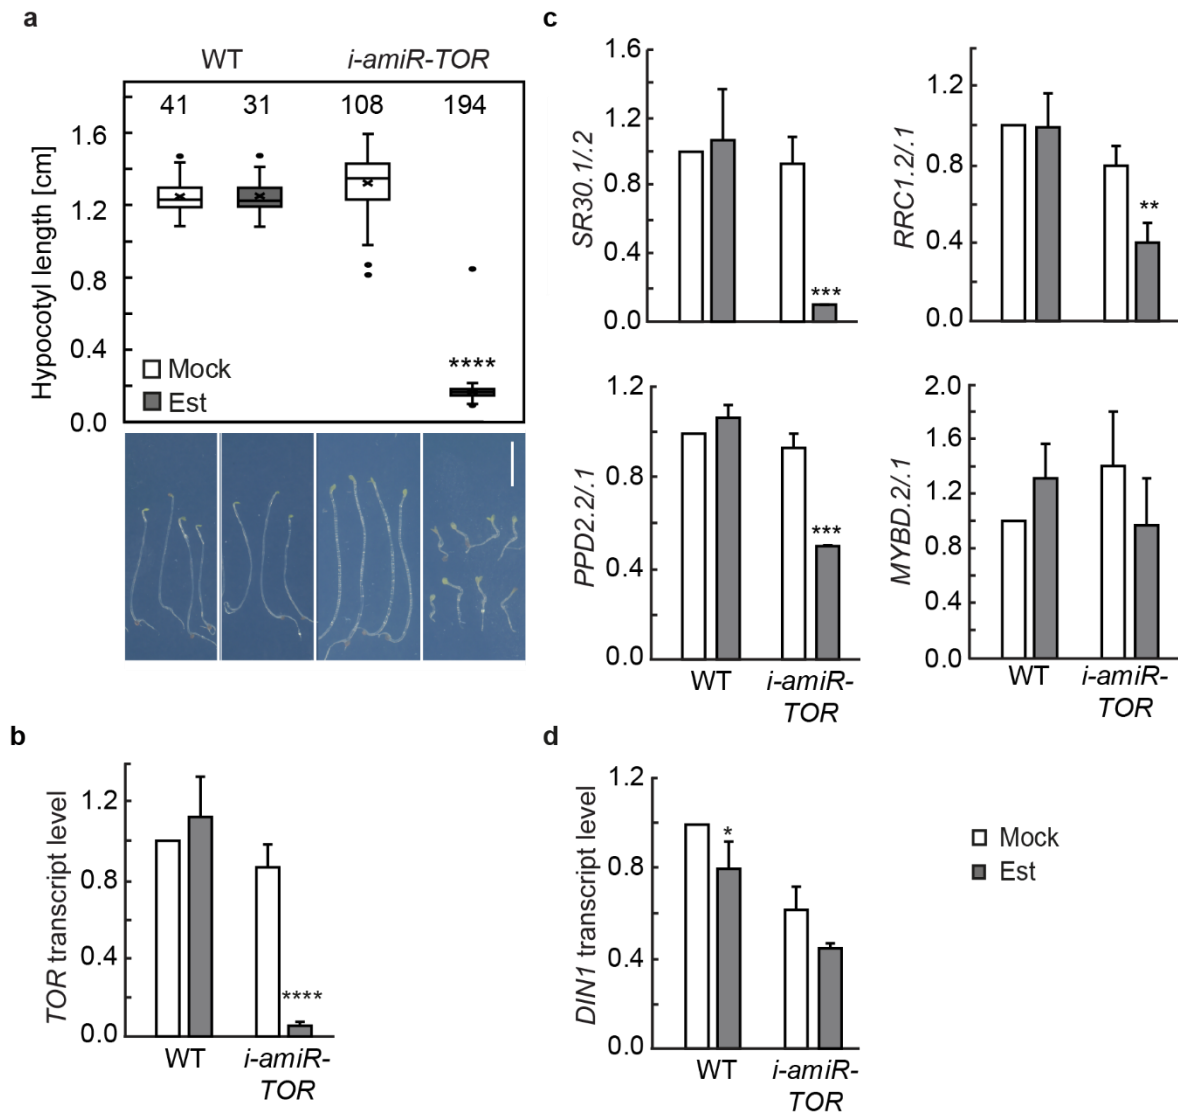 a
WT i-amiR-TOR
41 31 108 194
Hypocotyl length [cm]
1.6
1.2
0.8
0.4
0.0
****
Mock
Est
c
SR30.1/.2
1.6
1.2
0.8
0.4
0.0
***
RRC1.2/.1
1.2
0.8
0.4
0.0
**
PPD2.2/.1
1.2
0.8
0.4
0.0
***
WT i-amiR-
TOR
MYBD.2/.1
2.0
1.6
1.2
0.8
0.4
0.0
WT i-amiR-
TOR
b
TOR transcript level
1.2
0.8
0.4
0.0
****
WT i-amiR-
TOR
d
DIN1 transcript level
1.2
0.8
0.4
0.0
*
WT i-amiR-
TOR
Mock
Est